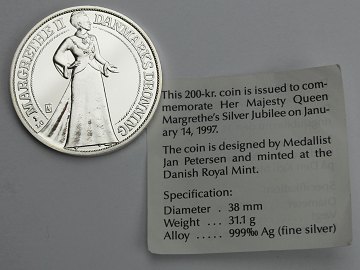 MARGRETHE II DANMARKS DRONNING
This 200-kr. coin is issued to com-
memorate Her Majesty Queen
Margrethe's Silver Jubilee on Janu-
ary 14, 1997.
The coin is designed by Medallist
Jan Petersen and minted at the
Danish Royal Mint.
Specification:
Diameter . 38 mm
Weight ... 31.1 g
Alloy ..... 999‰ Ag (fine silver)